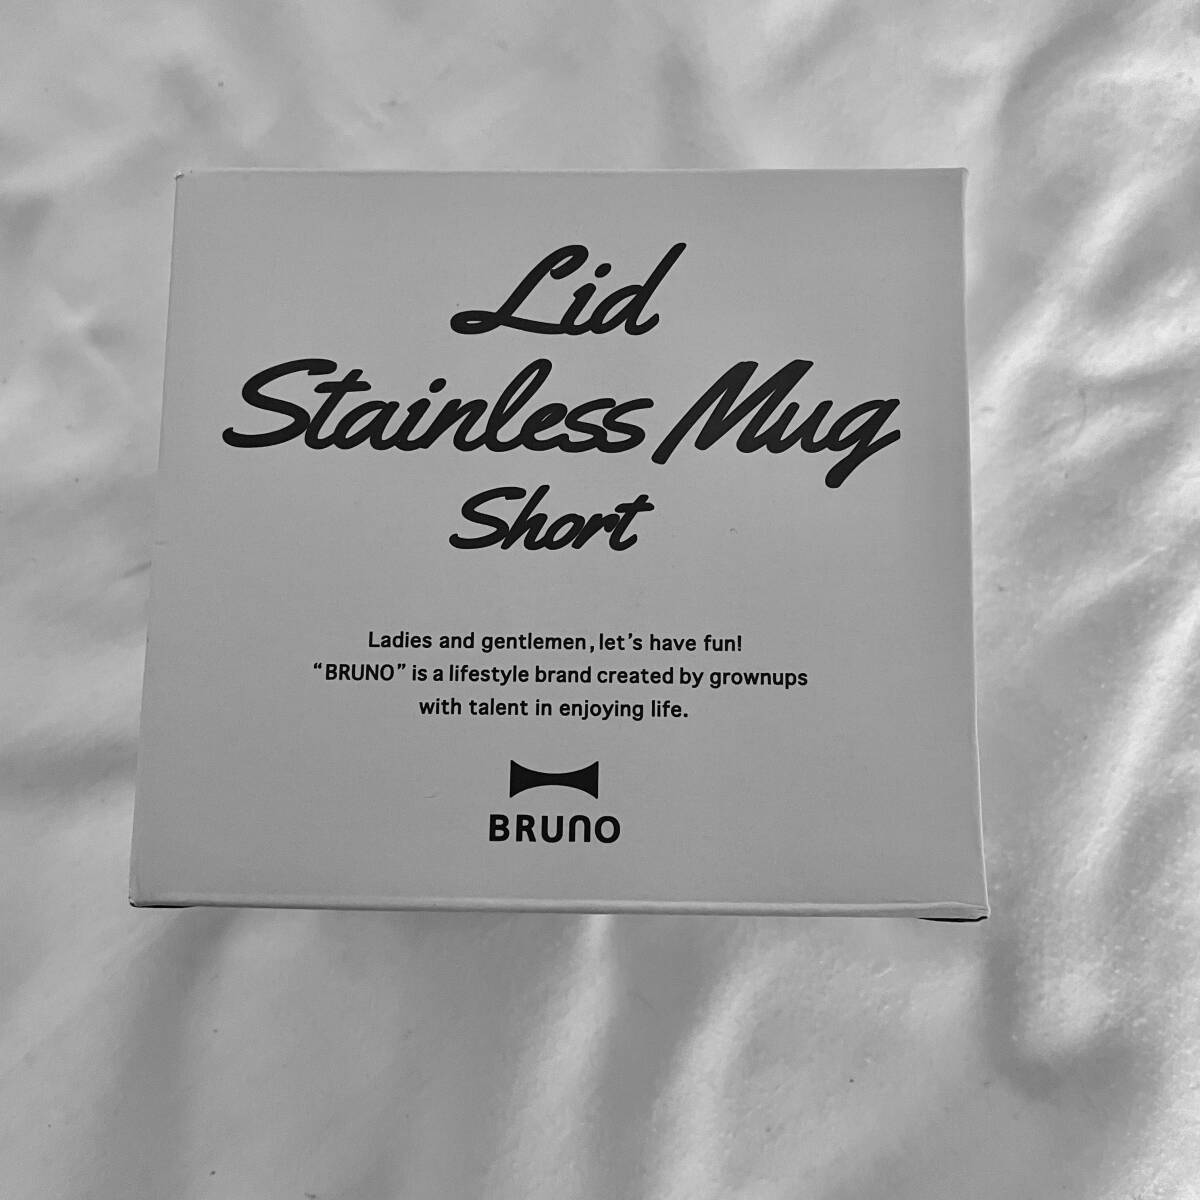 Lid
Stainless Mug
Short
Ladies and gentlemen, let's have fun!
“BRUNO” is a lifestyle brand created by grownups
with talent in enjoying life.
BRUNO